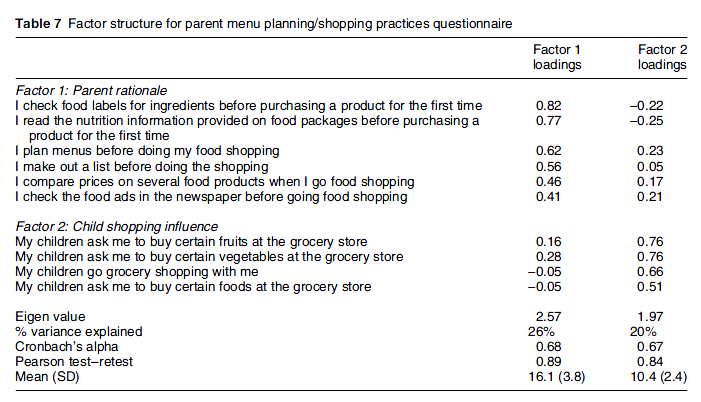 Table 7 Factor structure for parent menu planning/shopping practices questionnaire
Factor 1 Factor 2
loadings loadings
Factor 1: Parent rationale
I check food labels for ingredients before purchasing a product for the first time 0.82 –0.22
I read the nutrition information provided on food packages before purchasing a 0.77 –0.25
product for the first time
I plan menus before doing my food shopping 0.62 0.23
I make out a list before doing the shopping 0.56 0.05
I compare prices on several food products when I go food shopping 0.46 0.17
I check the food ads in the newspaper before going food shopping 0.41 0.21
Factor 2: Child shopping influence
My children ask me to buy certain fruits at the grocery store 0.16 0.76
My children ask me to buy certain vegetables at the grocery store 0.28 0.76
My children go grocery shopping with me –0.05 0.66
My children ask me to buy certain foods at the grocery store –0.05 0.51
Eigen value 2.57 1.97
% variance explained 26% 20%
Cronbach's alpha 0.68 0.67
Pearson test–retest 0.89 0.84
Mean (SD) 16.1 (3.8) 10.4 (2.4)